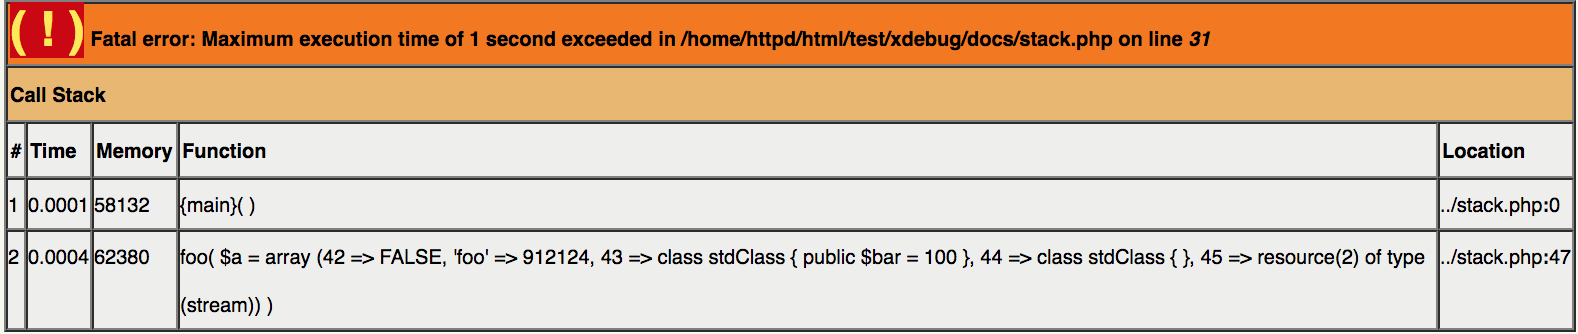 ( ! ) Fatal error: Maximum execution time of 1 second exceeded in /home/httpd/html/test/xdebug/docs/stack.php on line 31
Call Stack
# Time Memory Function Location
1 0.0001 58132 {main}( ) ../stack.php:0
2 0.0004 62380 foo( $a = array (42 => FALSE, 'foo' => 912124, 43 => class stdClass { public $bar = 100 }, 44 => class stdClass { }, 45 => resource(2) of type ../stack.php:47
(stream)) )